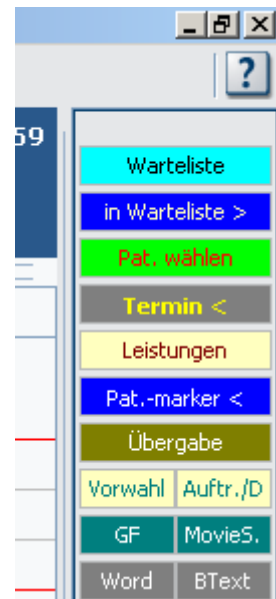 ?
59
Warteliste
in Warteliste >
Pat. wählen
Termin <
Leistungen
Pat.-marker <
Übergabe
Vorwahl Auftr./D
GF MovieS.
Word BText